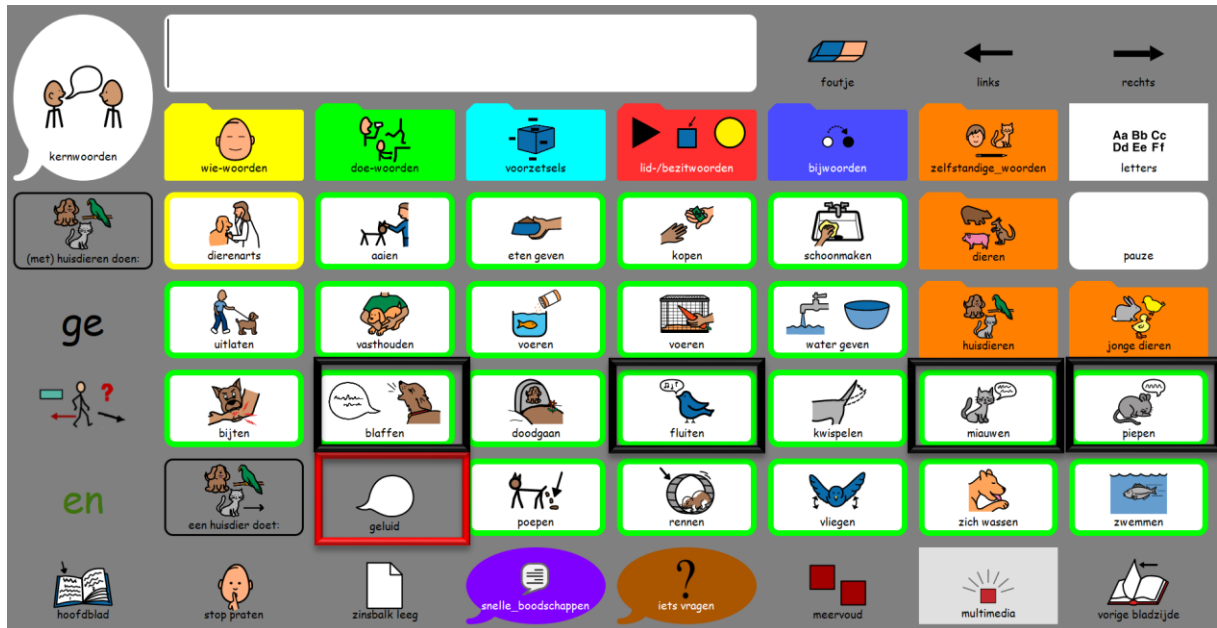 kernwoorden
foutje
links
rechts
wie-woorden
doe-woorden
voorzetsels
lid-/bezitwoorden
bijwoorden
zelfstandige_woorden
Aa Bb Cc
Dd Ee Ff
letters
(met) huisdieren doen:
dierenarts
aaien
eten geven
kopen
schoonmaken
dieren
pauze
ge
uitlaten
vasthouden
voeren
voeren
water geven
huisdieren
jonge dieren
?
bijten
blaffen
doodgaan
fluiten
kwispelen
miauwen
piepen
en
een huisdier doet:
geluid
poepen
rennen
vliegen
zich wassen
zwemmen
hoofdblad
stop praten
zinsbalk leeg
snelle_boodschappen
?
iets vragen
meervoud
multimedia
vorige bladzijde